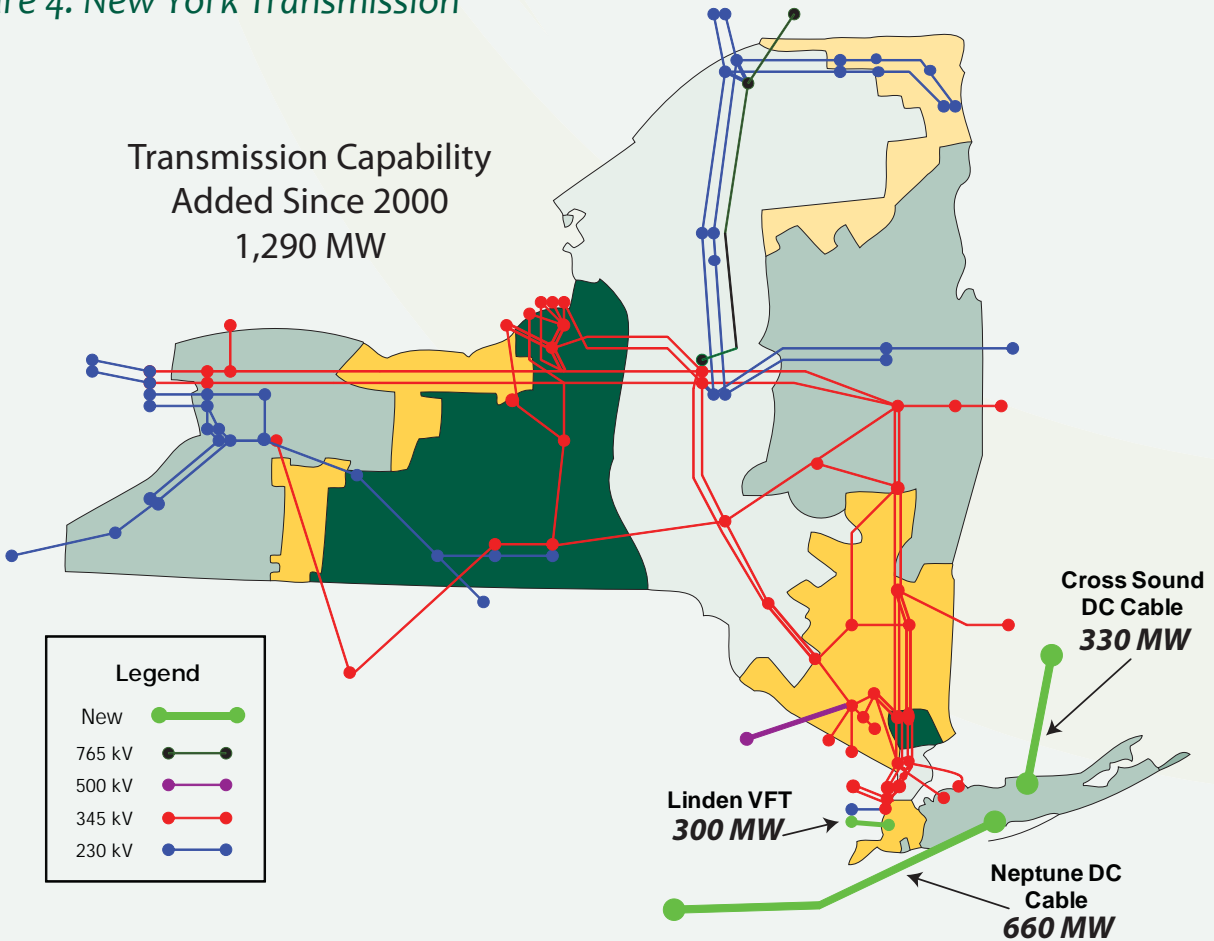 re 4. New York Transmission
Transmission Capability
Added Since 2000
1,290 MW
Cross Sound
DC Cable
330 MW
Legend
New
765 kV
500 kV
345 kV
230 kV
Linden VFT
300 MW
Neptune DC
Cable
660 MW